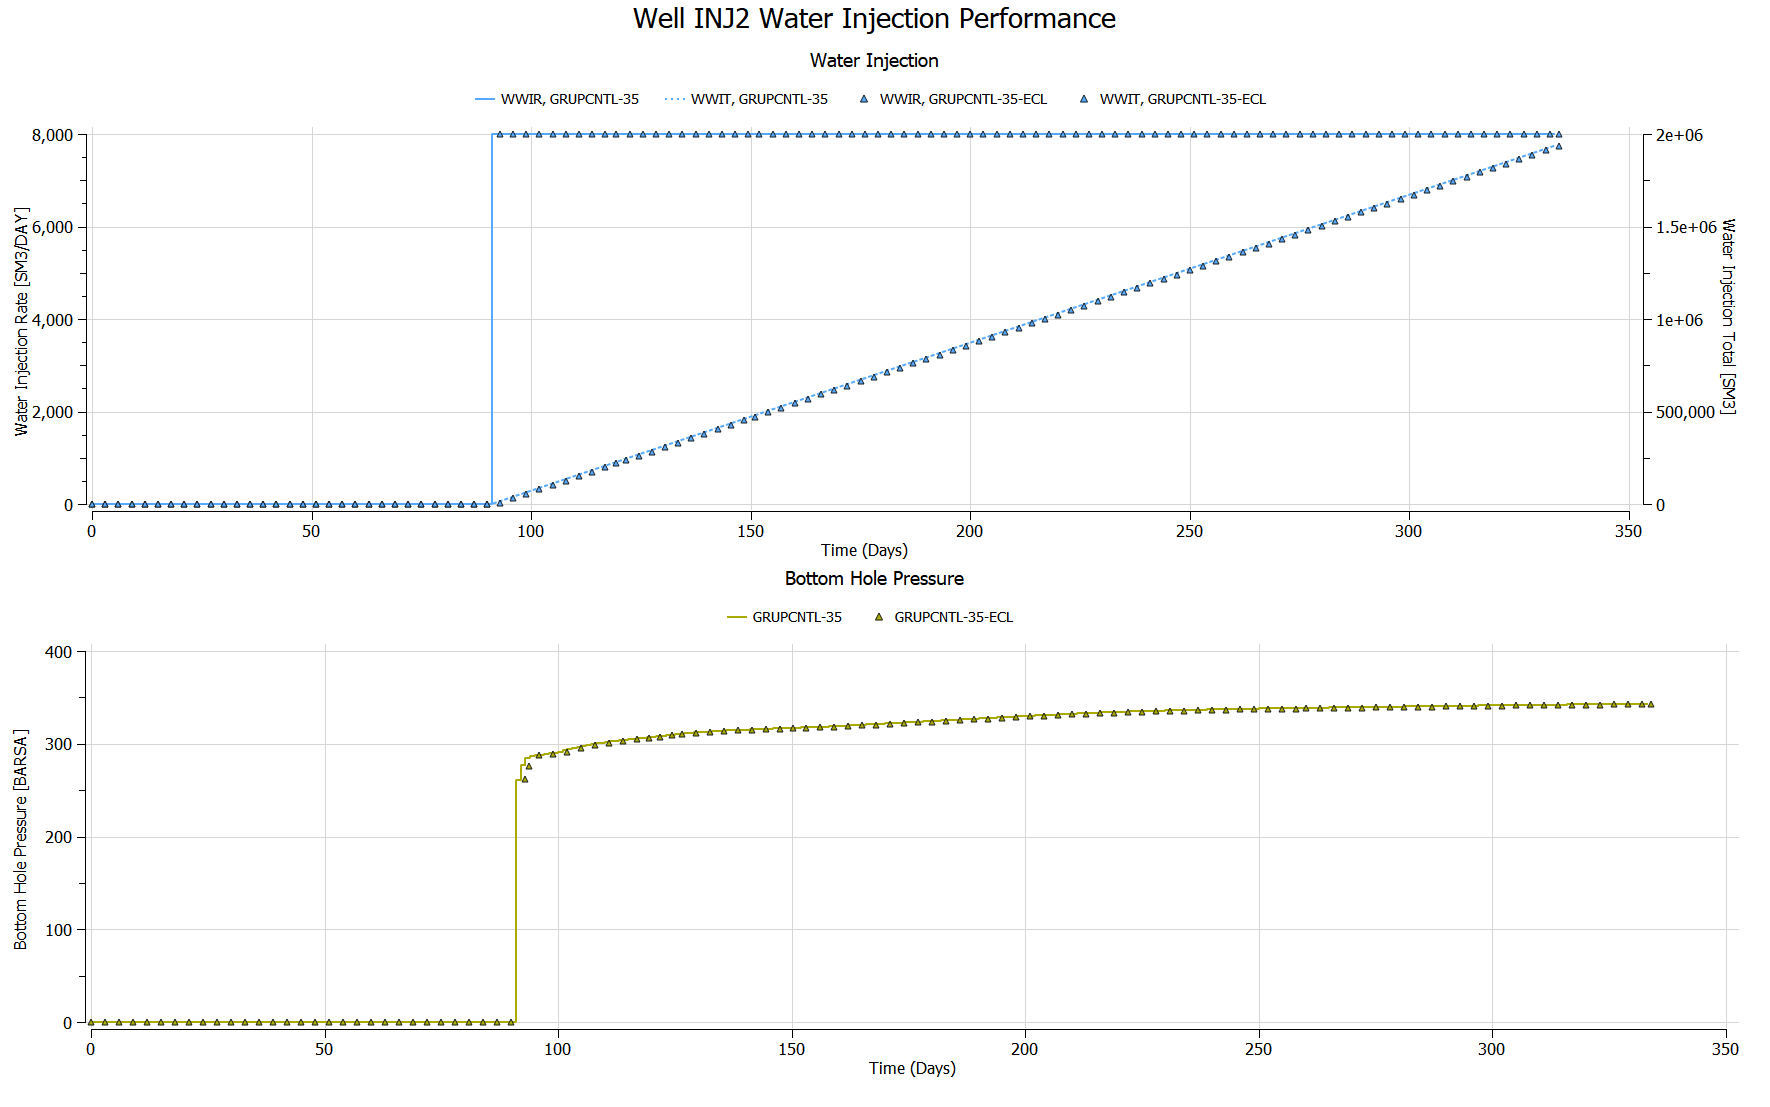 Well INJ2 Water Injection Performance
Water Injection
WWIR, GRUPCNTL-35 WWIT, GRUPCNTL-35 WWIR, GRUPCNTL-35-ECL WWIT, GRUPCNTL-35-ECL
Water Injection Rate [SM3/DAY]
8,000
6,000
4,000
2,000
0
2e+06
1.5e+06
1e+06
500,000
0
Water Injection Total [SM3]
0 50 100 150 200 250 300 350
Time (Days)
Bottom Hole Pressure
GRUPCNTL-35 GRUPCNTL-35-ECL
Bottom Hole Pressure [BARSA]
400
300
200
100
0
0 50 100 150 200 250 300 350
Time (Days)